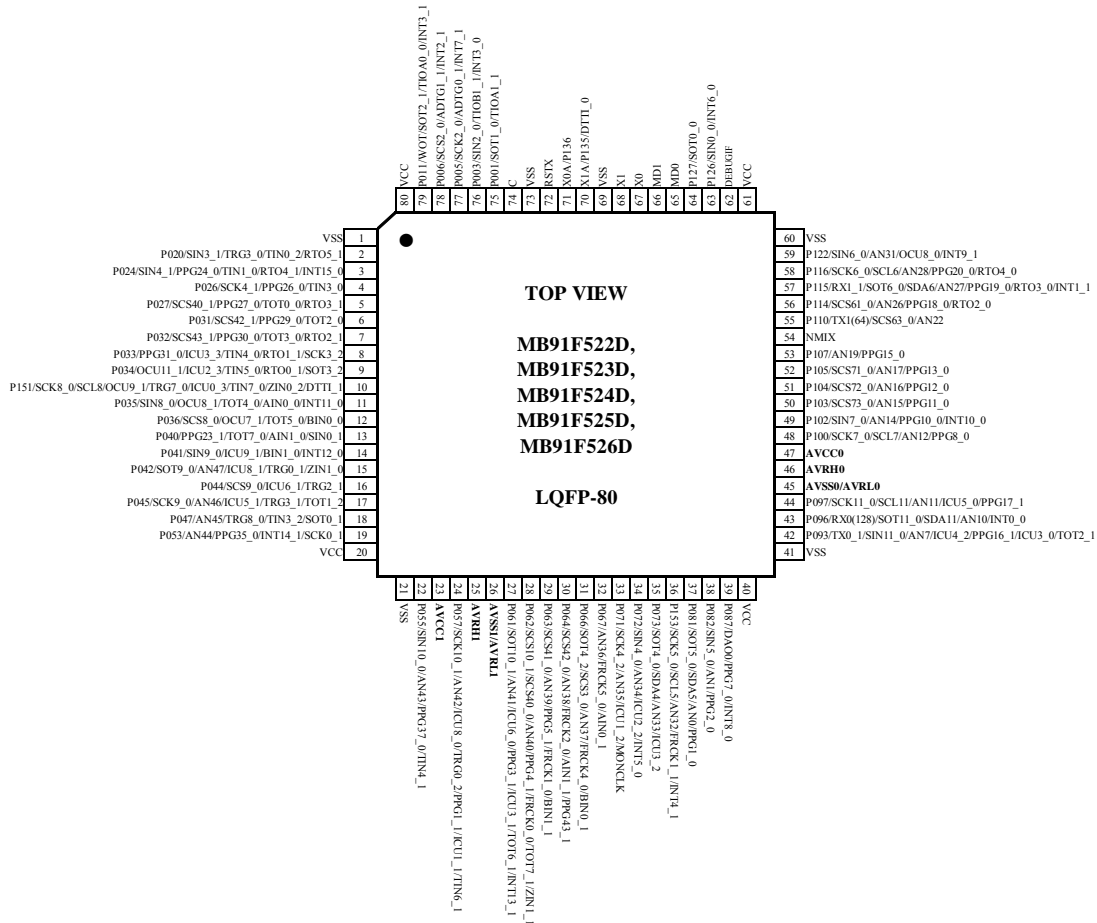 80 VCC
79 P011/WOT/SOT2_1/TIOA0_0/INT3_1
78 P006/SCS2_0/ADTG1_1/INT2_1
77 P005/SCK2_0/ADTG0_1/INT7_1
76 P003/SIN2_0/TIOB1_1/INT3_0
75 P001/SOT1_0/TIOA1_1
74 C
73 VSS
72 RSTX
71 X0A/P136
70 X1A/P135/DTTI_0
69 VSS
68 X1
67 X0
66 MD1
65 MD0
64 P127/SOT0_0
63 P126/SIN0_0/INT6_0
62 DEBUGIF
61 VCC
VSS 1
P020/SIN3_1/TRG3_0/TIN0_2/RTO5_1 2
P024/SIN4_1/PPG24_0/TIN1_0/RTO4_1/INT15_0 3
P026/SCK4_1/PPG26_0/TIN3_0 4
P027/SCS40_1/PPG27_0/TOT0_0/RTO3_1 5
P031/SCS42_1/PPG29_0/TOT2_0 6
P032/SCS43_1/PPG30_0/TOT3_0/RTO2_1 7
P033/PPG31_0/ICU3_3/TIN4_0/RTO1_1/SCK3_2 8
P034/OCU11_1/ICU2_3/TIN5_0/RTO0_1/SOT3_2 9
P151/SCK8_0/SCL8/OCU9_1/TRG7_0/ICU0_3/TIN7_0/ZIN0_2/DTTI_1 10
P035/SIN8_0/OCU8_1/TOT4_0/AIN0_0/INT11_0 11
P036/SCS8_0/OCU7_1/TOT5_0/BIN0_0 12
P040/PPG23_1/TOT7_0/AIN1_0/SIN0_1 13
P041/SIN9_0/ICU9_1/BIN1_0/INT12_0 14
P042/SOT9_0/AN47/ICU8_1/TRG0_1/ZIN1_0 15
P044/SCS9_0/ICU6_1/TRG2_1 16
P045/SCK9_0/AN46/ICU5_1/TRG3_1/TOT1_2 17
P047/AN45/TRG8_0/TIN3_2/SOT0_1 18
P053/AN44/PPG35_0/INT14_1/SCK0_1 19
VCC 20
TOP VIEW
MB91F522D,
MB91F523D,
MB91F524D,
MB91F525D,
MB91F526D
LQFP-80
60 VSS
59 P122/SIN6_0/AN31/OCU8_0/INT9_1
58 P116/SCK6_0/SCL6/AN28/PPG20_0/RTO4_0
57 P115/RX1_1/SOT6_0/SDA6/AN27/PPG19_0/RTO3_0/INT1_1
56 P114/SCS61_0/AN26/PPG18_0/RTO2_0
55 P110/TX1(64)/SCS63_0/AN22
54 NMIX
53 P107/AN19/PPG15_0
52 P105/SCS71_0/AN17/PPG13_0
51 P104/SCS72_0/AN16/PPG12_0
50 P103/SCS73_0/AN15/PPG11_0
49 P102/SIN7_0/AN14/PPG10_0/INT10_0
48 P100/SCK7_0/SCL7/AN12/PPG8_0
47 AVCC0
46 AVRH0
45 AVSS0/AVRL0
44 P097/SCK11_0/SCL11/AN11/ICU5_0/PPG17_1
43 P096/RX0(128)/SOT11_0/SDA11/AN10/INT0_0
42 P093/TX0_1/SIN11_0/AN7/ICU4_2/PPG16_1/ICU3_0/TOT2_1
41 VSS
21 VSS
22 P055/SIN10_0/AN43/PPG37_0/TIN4_1
23 AVCC1
24 P057/SCK10_1/AN42/ICU8_0/TRG0_2/PPG1_1/ICU1_1/TIN6_1
25 AVRH1
26 AVSS1/AVRL1
27 P061/SOT10_1/AN41/ICU6_0/PPG3_1/ICU3_1/TOT6_1/INT13_1
28 P062/SCS10_1/SCS40_0/AN40/PPG4_1/FRCK0_0/TOT7_1/ZIN1_1
29 P063/SCS41_0/AN39/PPG5_1/FRCK1_0/BIN1_1
30 P064/SCS42_0/AN38/FRCK2_0/AIN1_1/PPG43_1
31 P066/SOT4_2/SCS3_0/AN37/FRCK4_0/BIN0_1
32 P067/AN36/FRCK5_0/AIN0_1
33 P071/SCK4_2/AN35/ICU1_2/MONCLK
34 P072/SIN4_0/AN34/ICU2_2/INT5_0
35 P073/SOT4_0/SDA4/AN33/ICU3_2
36 P153/SCK5_0/SCL5/AN32/FRCK1_1/INT4_1
37 P081/SOT5_0/SDA5/AN0/PPG1_0
38 P082/SIN5_0/AN1/PPG2_0
39 P087/DAO0/PPG7_0/INT8_0
40 VCC